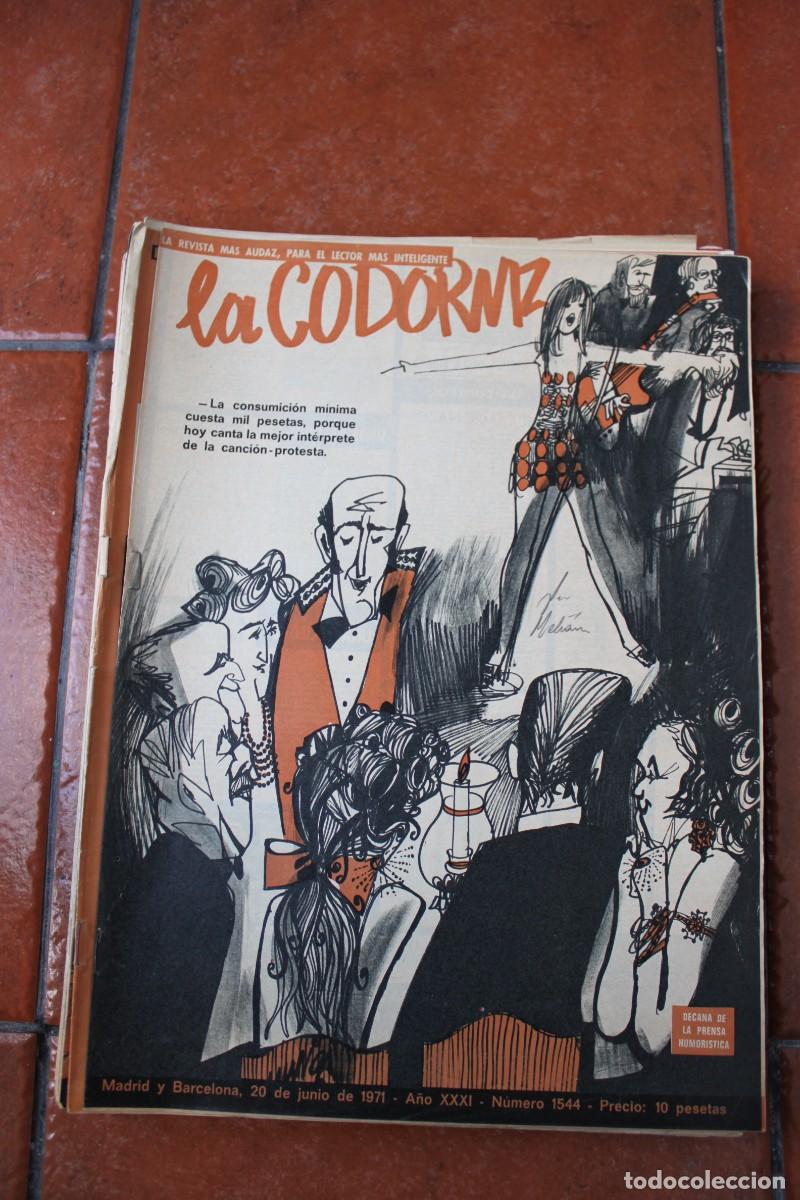 LA REVISTA MAS AUDAZ, PARA EL LECTOR MAS INTELIGENTE
la CODORNIZ
—La consumición mínima
cuesta mil pesetas, porque
hoy canta la mejor intérprete
de la canción-protesta.
DECANA DE
LA PRENSA
HUMORISTICA
Madrid y Barcelona, 20 de junio de 1971 - Año XXXI - Número 1544 - Precio: 10 pesetas
todocoleccion.net